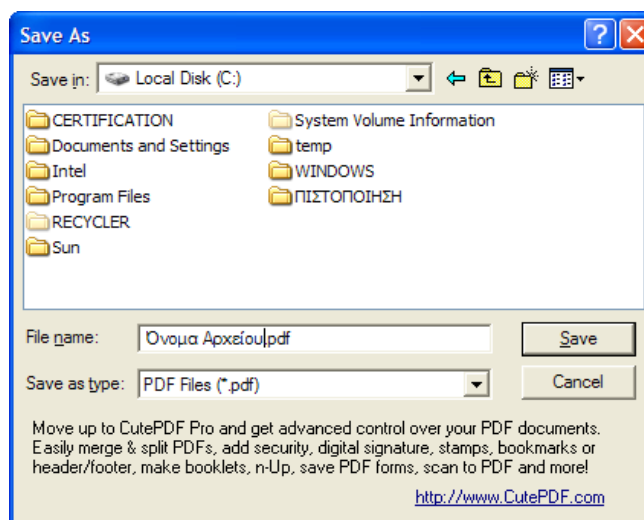 Save As
Save in: Local Disk (C:)
CERTIFICATION
Documents and Settings
Intel
Program Files
RECYCLER
Sun
System Volume Information
temp
WINDOWS
ΠΙΣΤΟΠΟΙΗΣΗ
File name: Όνομα Αρχείου.pdf
Save
Save as type: PDF Files (*.pdf)
Cancel
Move up to CutePDF Pro and get advanced control over your PDF documents.
Easily merge & split PDFs, add security, digital signature, stamps, bookmarks or
header/footer, make booklets, n-Up, save PDF forms, scan to PDF and more!
http://www.CutePDF.com